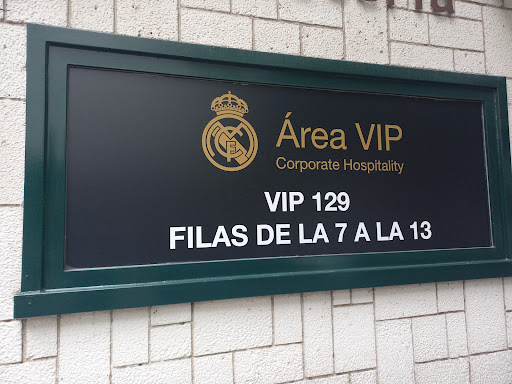 Área VIP
Corporate Hospitality
VIP 129
FILAS DE LA 7 A LA 13